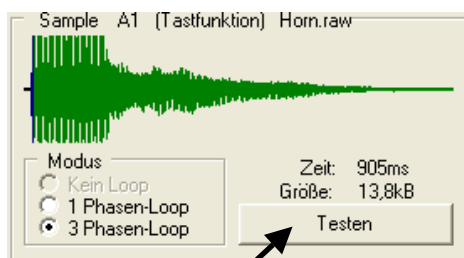 Sample A1 (Tastfunktion) Horn.raw
Modus
Kein Loop
1 Phasen-Loop
3 Phasen-Loop
Zeit: 905ms
Größe: 13,8kB
Testen